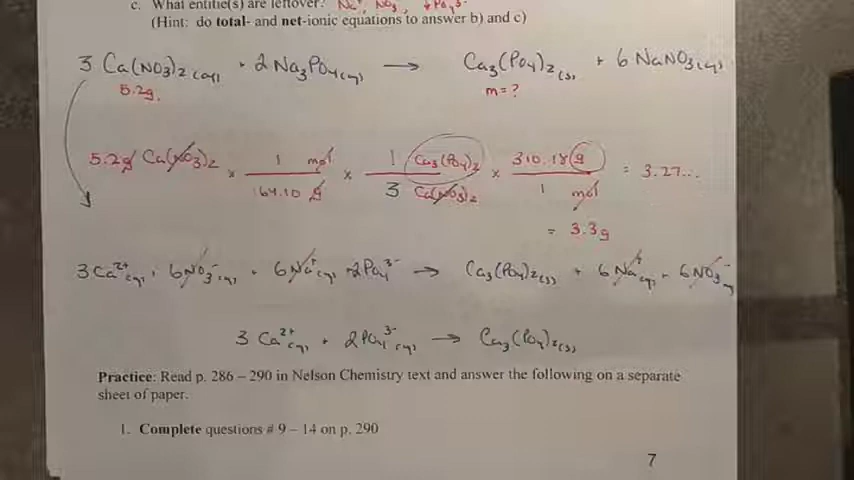 c. What entitie(s) are leftover? Na⁺, NO₃⁻, ↓PO₄³⁻
(Hint: do total- and net-ionic equations to answer b) and c)
3 Ca(NO3)2 (aq) + 2 Na3PO4 (aq) → Ca3(PO4)2 (s) + 6 NaNO3 (aq)
5.2g m = ?
5.2g Ca(NO3)2 × 1 mol / 164.10 g × 1 Ca3(PO4)2 / 3 Ca(NO3)2 × 310.18 g / 1 mol = 3.27...
= 3.3g
3Ca²⁺(aq) + 6NO3⁻(aq) + 6Na⁺(aq) + 2PO4³⁻ → Ca3(PO4)2 (s) + 6Na⁺(aq) + 6NO3⁻ aq
3 Ca²⁺(aq) + 2PO4³⁻(aq) → Ca3(PO4)2 (s)
Practice: Read p. 286 – 290 in Nelson Chemistry text and answer the following on a separate
sheet of paper.
1. Complete questions # 9 – 14 on p. 290
7